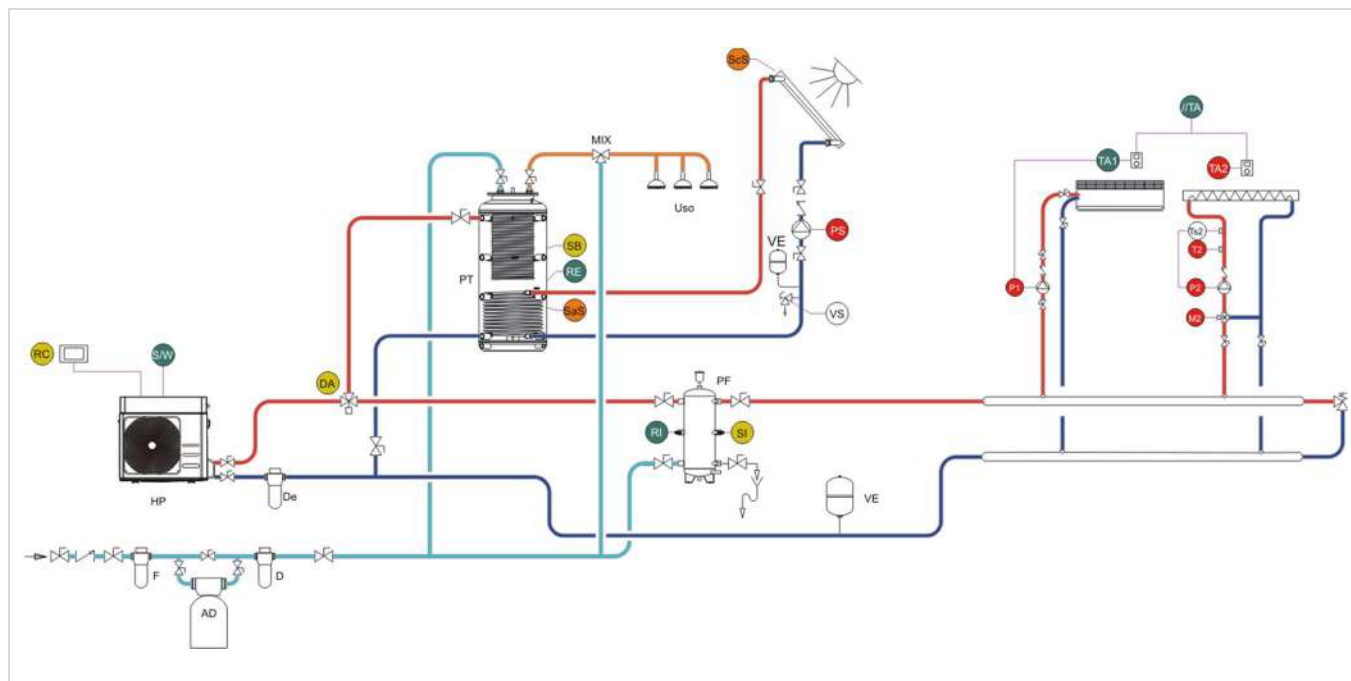 ScS
//TA
MIX
TA1
TA2
Uso
PS
VE
SB
RE
PT
SaS
VS
Ts2
T2
P1
P2
M2
RC
S/W
DA
PF
RI
SI
HP
De
VE
F
D
AD